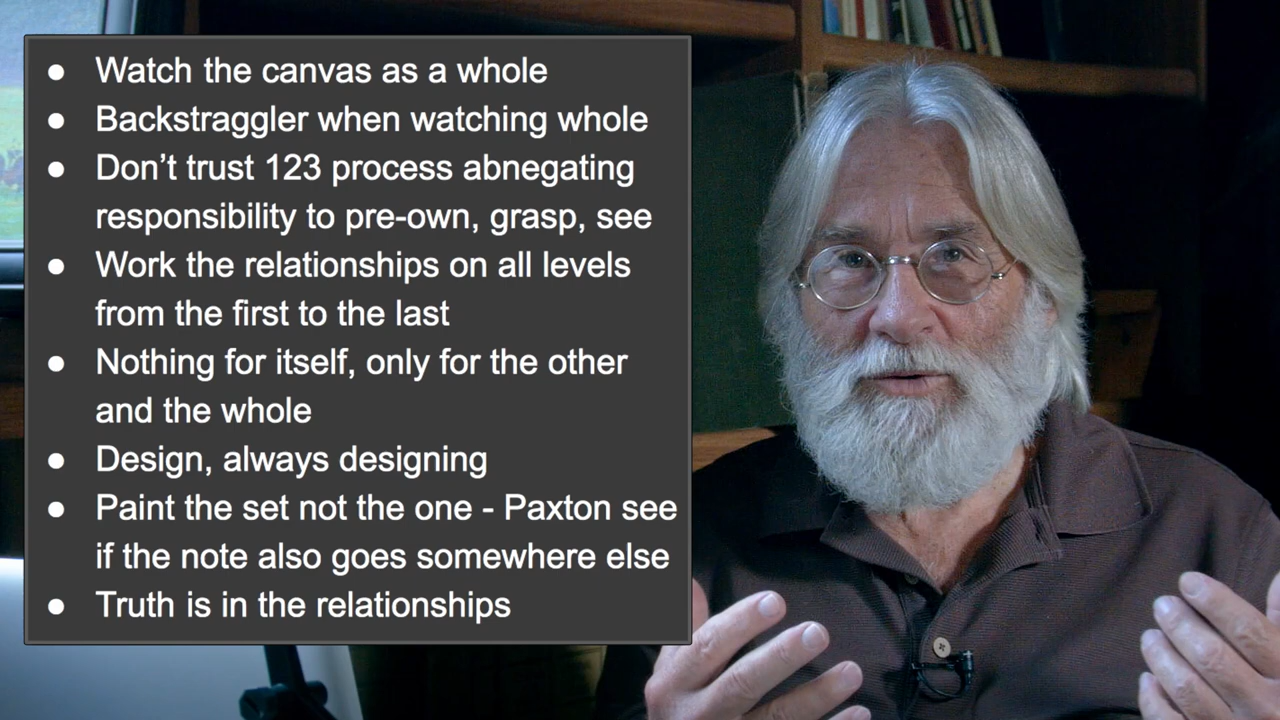 ● Watch the canvas as a whole
● Backstraggler when watching whole
● Don't trust 123 process abnegating
responsibility to pre-own, grasp, see
● Work the relationships on all levels
from the first to the last
● Nothing for itself, only for the other
and the whole
● Design, always designing
● Paint the set not the one - Paxton see
if the note also goes somewhere else
● Truth is in the relationships